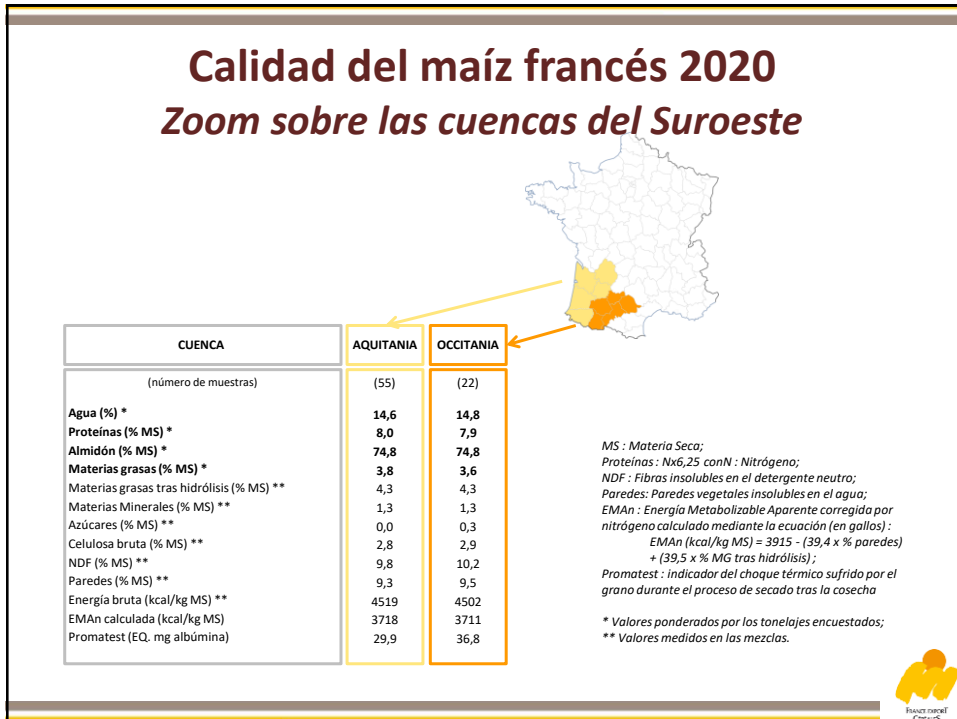 Calidad del maíz francés 2020
Zoom sobre las cuencas del Suroeste
CUENCA AQUITANIA OCCITANIA
(número de muestras) (55) (22)
Agua (%) * 14,6 14,8
Proteínas (% MS) * 8,0 7,9
Almidón (% MS) * 74,8 74,8
Materias grasas (% MS) * 3,8 3,6
Materias grasas tras hidrólisis (% MS) ** 4,3 4,3
Materias Minerales (% MS) ** 1,3 1,3
Azúcares (% MS) ** 0,0 0,3
Celulosa bruta (% MS) ** 2,8 2,9
NDF (% MS) ** 9,8 10,2
Paredes (% MS) ** 9,3 9,5
Energía bruta (kcal/kg MS) ** 4519 4502
EMAn calculada (kcal/kg MS) 3718 3711
Promatest (EQ. mg albúmina) 29,9 36,8
MS : Materia Seca;
Proteínas : Nx6,25 conN : Nitrógeno;
NDF : Fibras insolubles en el detergente neutro;
Paredes: Paredes vegetales insolubles en el agua;
EMAn : Energía Metabolizable Aparente corregida por
nitrógeno calculado mediante la ecuación (en gallos) :
EMAn (kcal/kg MS) = 3915 - (39,4 x % paredes)
+ (39,5 x % MG tras hidrólisis) ;
Promatest : indicador del choque térmico sufrido por el
grano durante el proceso de secado tras la cosecha
* Valores ponderados por los tonelajes encuestados;
** Valores medidos en las mezclas.
FRANCE EXPORT